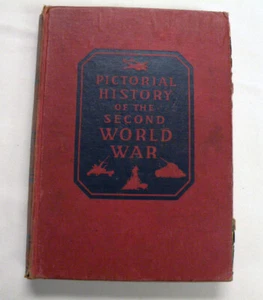 PICTORIAL
HISTORY
OF THE
SECOND
WORLD
WAR